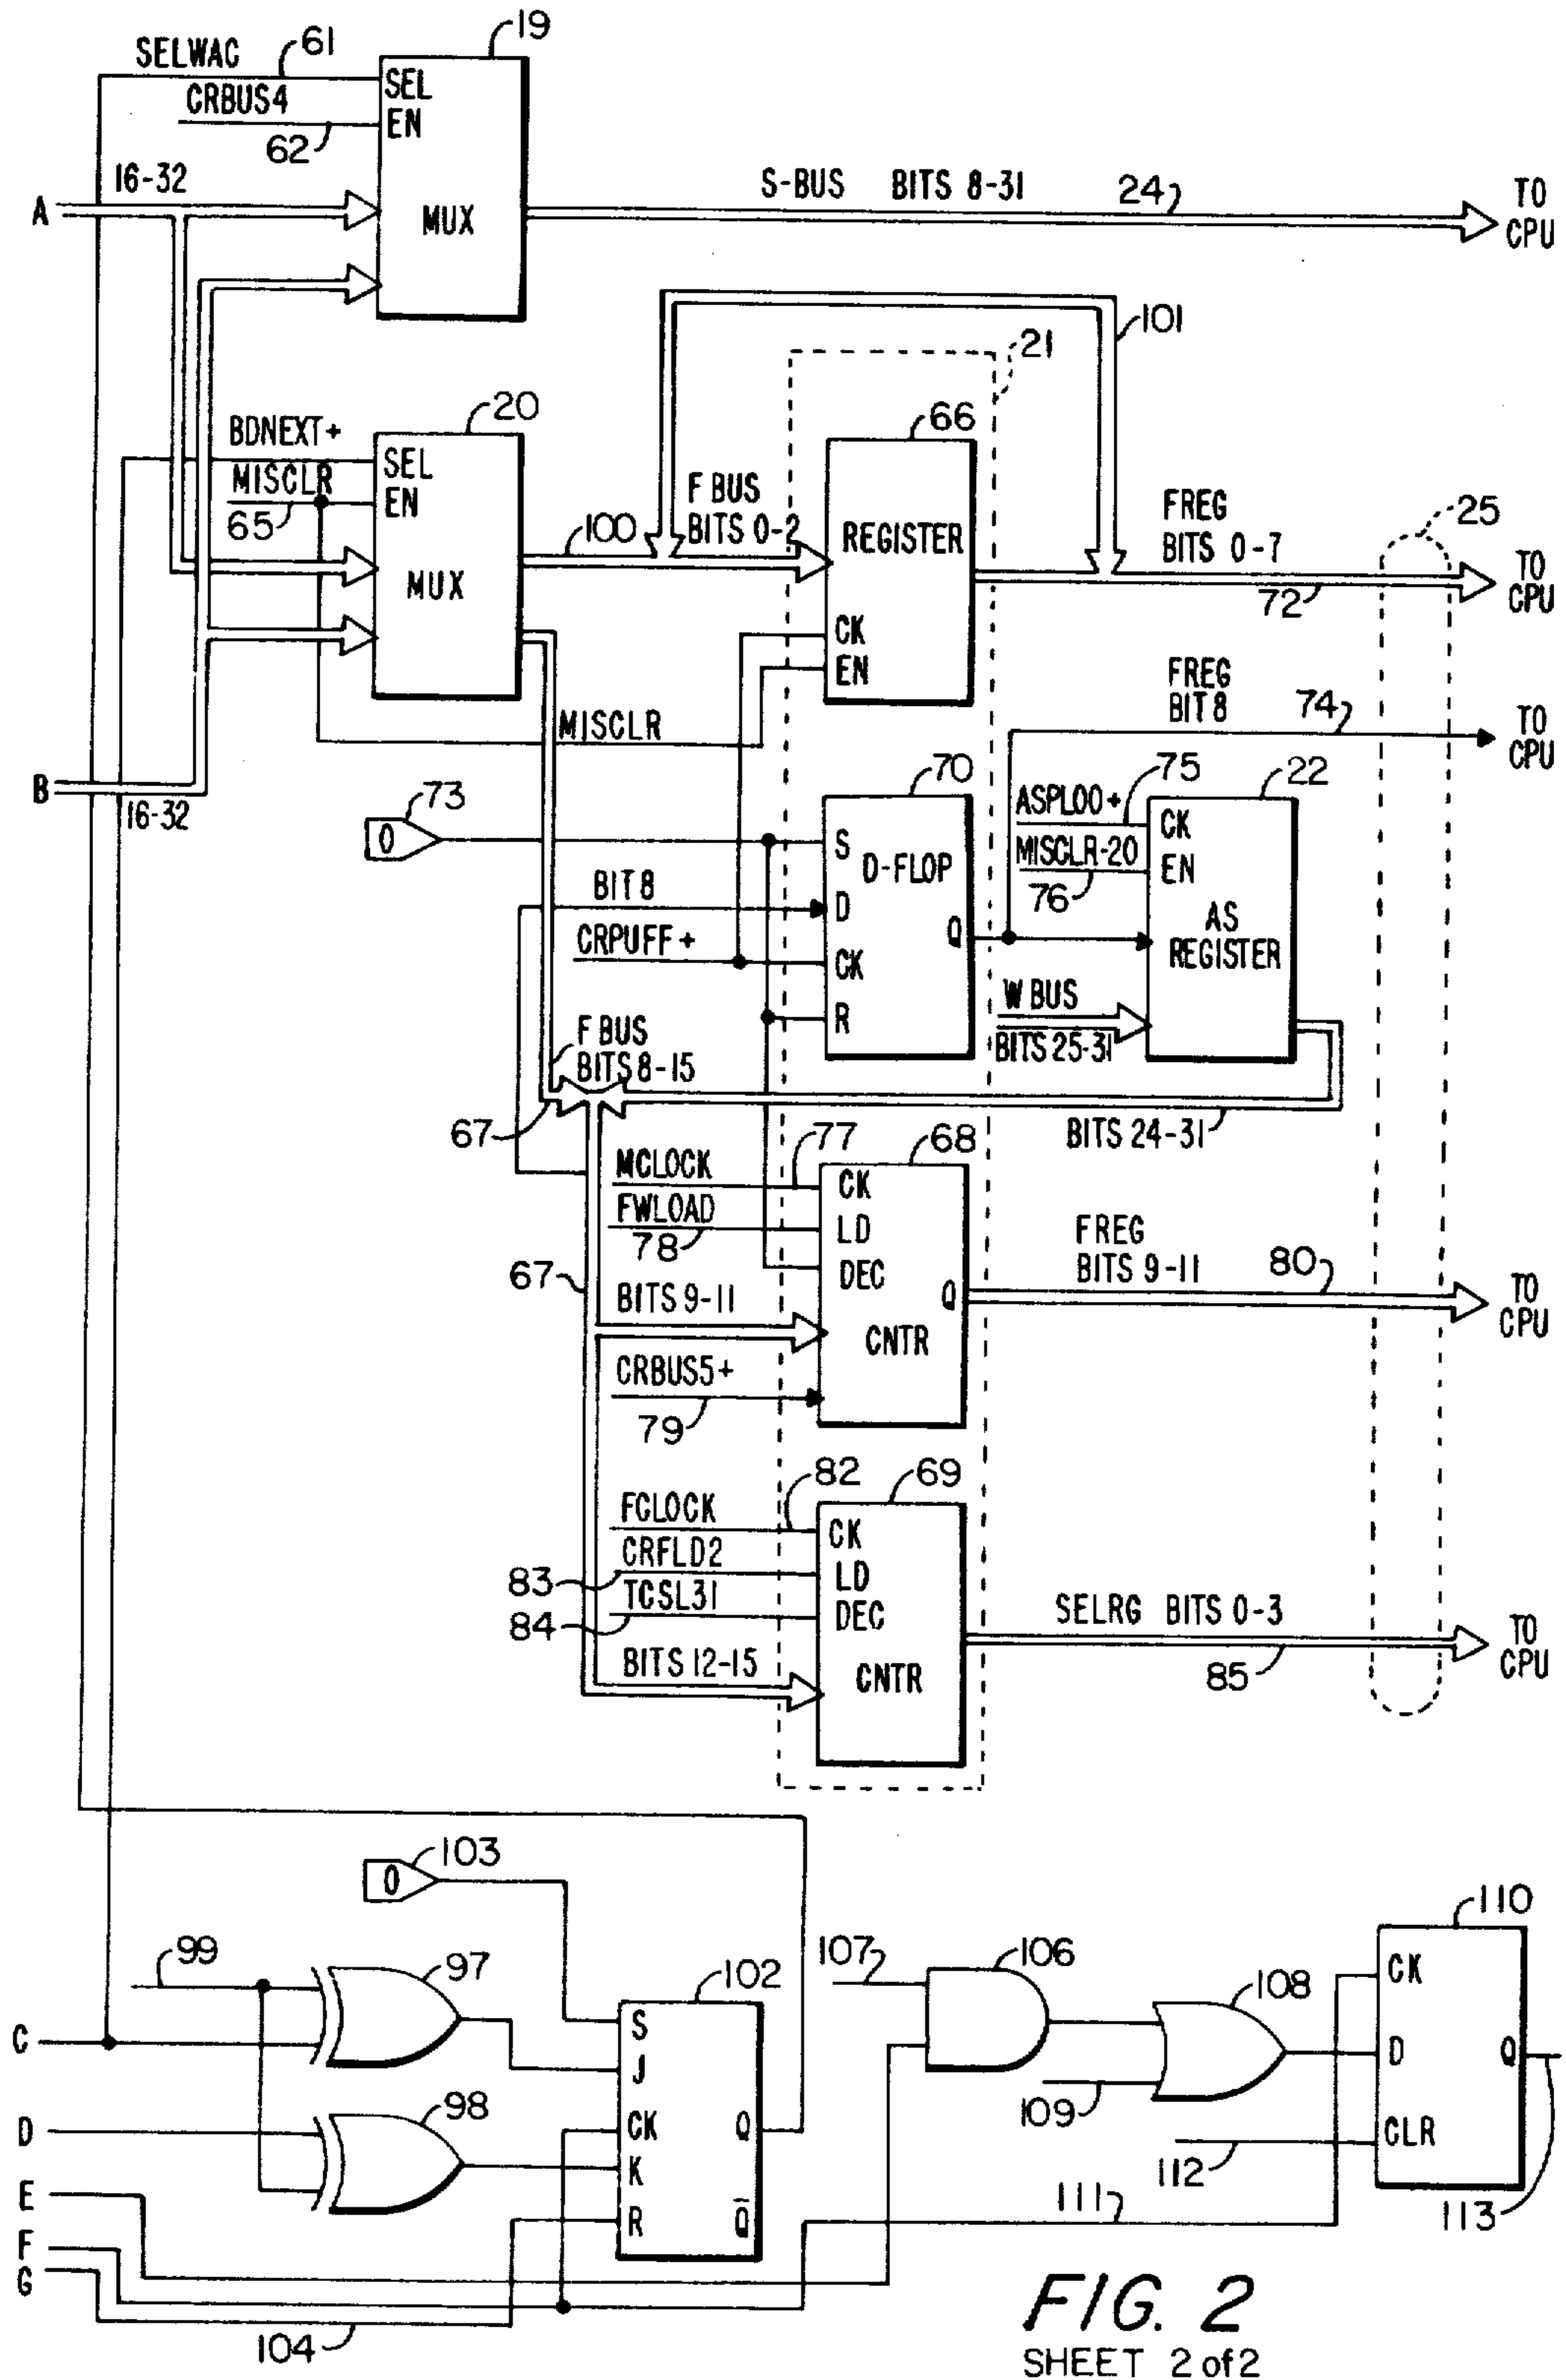 19
SELWAC
61
SEL
CRBUS4
EN
62
16-32
A
MUX
S-BUS BITS 8-31
24
TO
CPU
101
21
20
BDNEXT+
SEL
MISCLR
EN
65
MUX
100
F BUS
BITS 0-2
66
REGISTER
CK
EN
FREG
BITS 0-7
72
25
TO
CPU
MISCLR
FREG
BIT 8
74
TO
CPU
B
16-32
73
0
70
S
D-FLOP
BIT 8
D
Q
CRPUFF+
CK
R
ASPL00+
75
22
CK
MISCLR-20
EN
76
AS
REGISTER
W BUS
BITS 25-31
F BUS
BITS 8-15
67
BITS 24-31
77
68
MCLOCK
CK
FWLOAD
LD
78
DEC
67
BITS 9-11
Q
CNTR
CRBUS5+
79
FREG
BITS 9-11
80
TO
CPU
82
69
FCLOCK
CK
CRFLD2
LD
83
TCSL31
DEC
84
BITS 12-15
CNTR
SELRG BITS 0-3
85
TO
CPU
103
0
99
97
102
C
S
J
98
CK
Q
D
K
E
R
Q̅
F
G
104
107
106
108
109
110
CK
D
Q
CLR
112
111
113
FIG. 2
SHEET 2 of 2